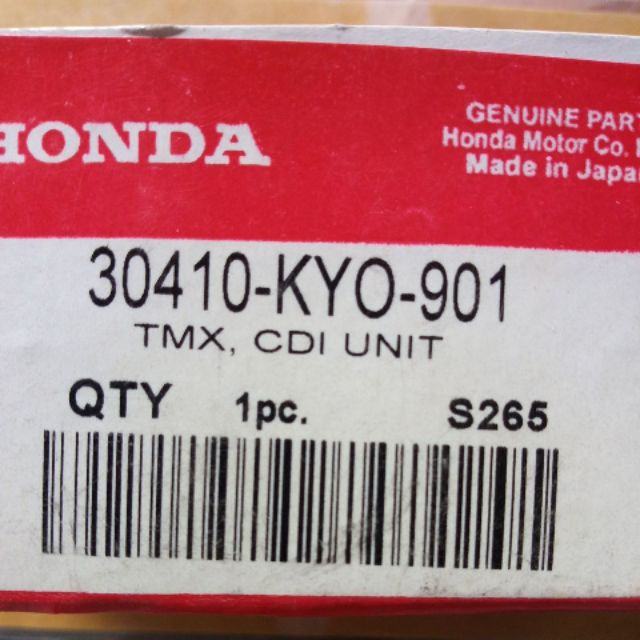 HONDA
GENUINE PART
Honda Motor Co.
Made in Japan
30410-KYO-901
TMX, CDI UNIT
QTY 1pc. S265